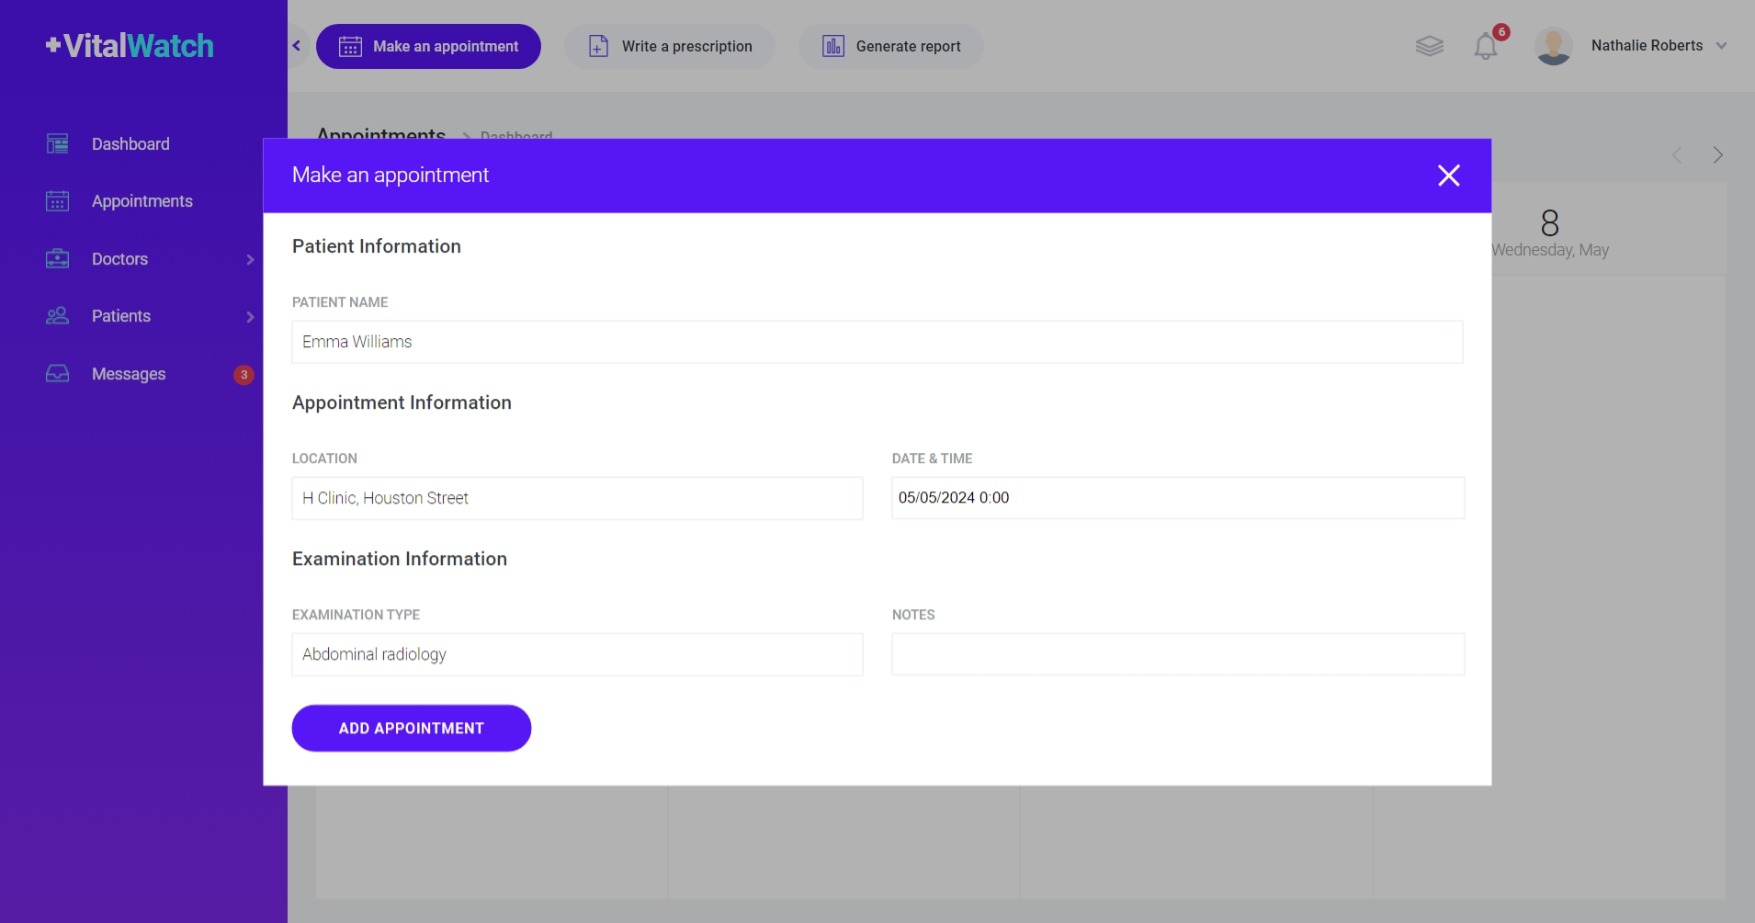 VitalWatch
Make an appointment
Write a prescription
Generate report
6
Nathalie Roberts
Dashboard
Appointments
Doctors
Patients
Messages
3
Appointments
Dashboard
Make an appointment
8
Wednesday, May
Patient Information
PATIENT NAME
Emma Williams
Appointment Information
LOCATION
DATE & TIME
H Clinic, Houston Street
05/05/2024 0:00
Examination Information
EXAMINATION TYPE
NOTES
Abdominal radiology
ADD APPOINTMENT